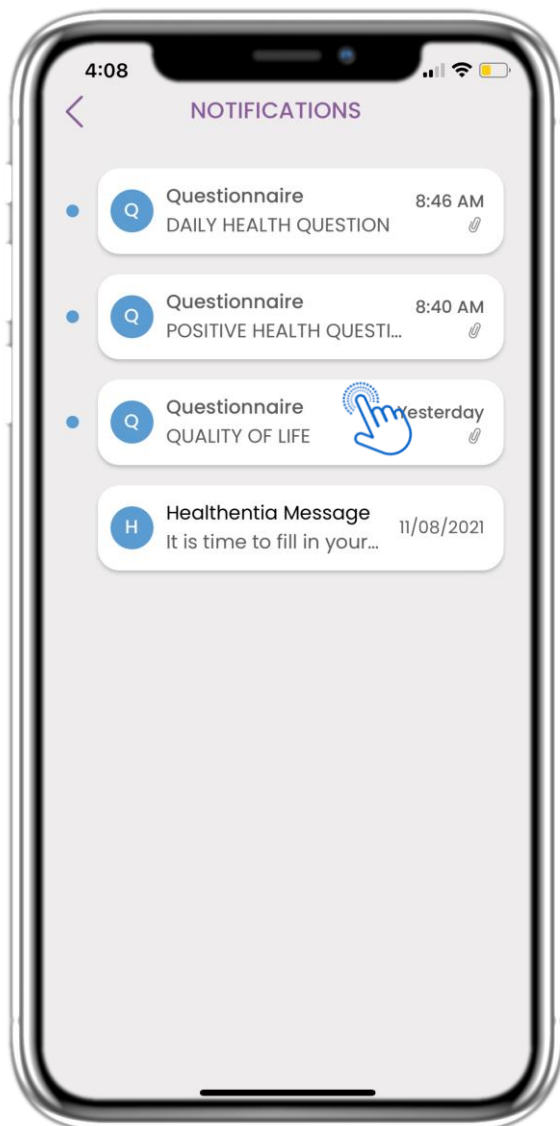 4:08
NOTIFICATIONS
Q
Questionnaire
8:46 AM
DAILY HEALTH QUESTION
Q
Questionnaire
8:40 AM
POSITIVE HEALTH QUESTI...
Q
Questionnaire
Yesterday
QUALITY OF LIFE
H
Healthentia Message
11/08/2021
It is time to fill in your...